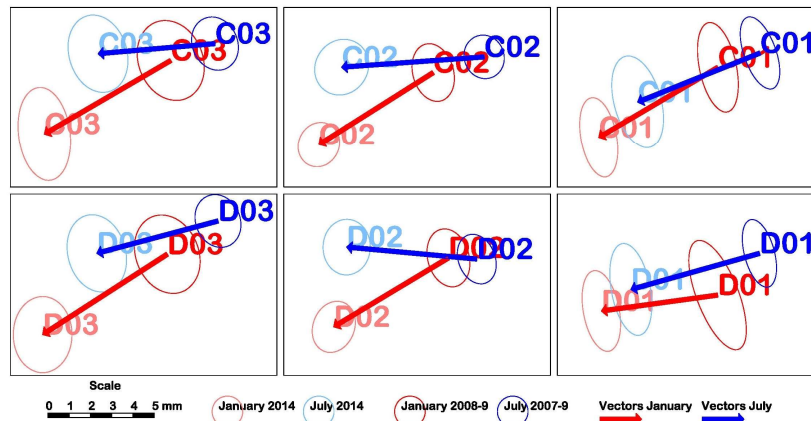 C03 C03 C03 C03
C02 C02 C02 C02
C01 C01 C01 C01
D03 D03 D03 D03
D02 D02 D02 D02
D01 D01 D01 D01
Scale
0 1 2 3 4 5 mm
January 2014 July 2014 January 2008-9 July 2007-9 Vectors January Vectors July